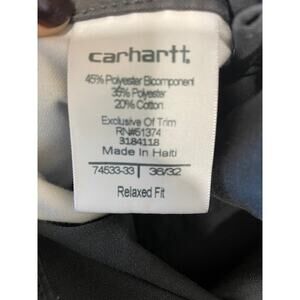 carhartt.
45% Polyester Bicomponent
35% Polyester
20% Cotton
Exclusive Of Trim
RN#51374
3184118
Made In Haiti
74533-33 36/32
Relaxed Fit